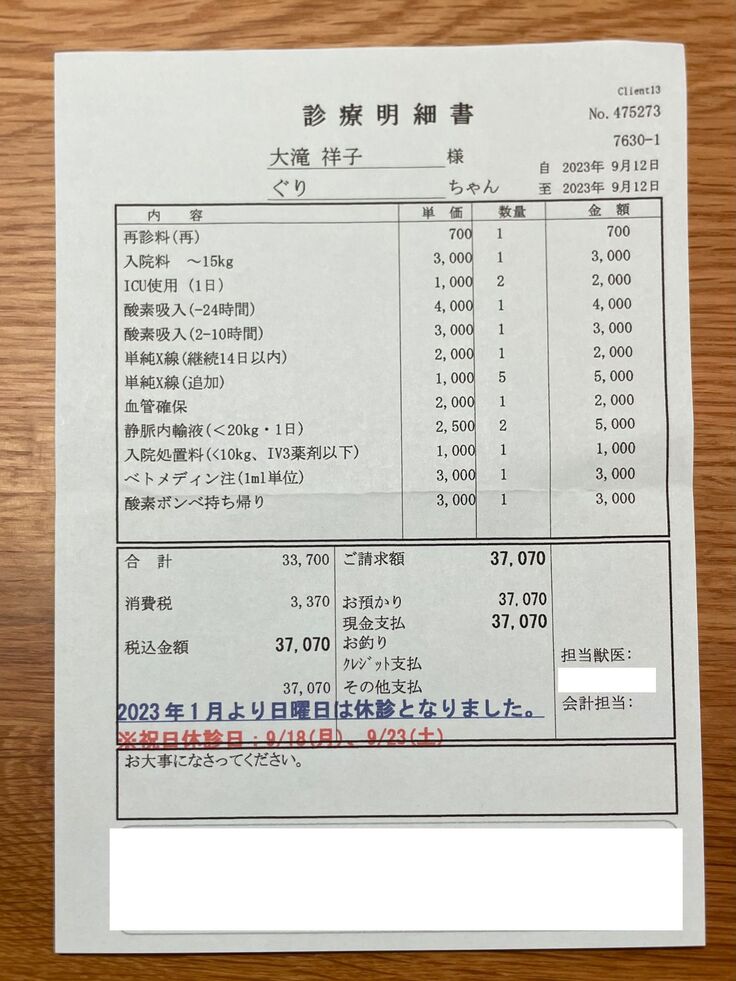 Client13
診療明細書
No. 475273
7630-1
大滝 祥子 様
自 2023年 9月12日
ぐり ちゃん
至 2023年 9月12日
内 容 単 価 数量 金 額
再診料(再) 700 1 700
入院料 ～15kg 3,000 1 3,000
ICU使用 (1日) 1,000 2 2,000
酸素吸入(-24時間) 4,000 1 4,000
酸素吸入(2-10時間) 3,000 1 3,000
単純X線(継続14日以内) 2,000 1 2,000
単純X線(追加) 1,000 5 5,000
血管確保 2,000 1 2,000
静脈内輸液(＜20kg・1日) 2,500 2 5,000
入院処置料(<10kg、IV3薬剤以下) 1,000 1 1,000
ベトメディン注(1ml単位) 3,000 1 3,000
酸素ボンベ持ち帰り 3,000 1 3,000
合 計 33,700 ご請求額 37,070
消費税 3,370 お預かり 37,070
現金支払 37,070
税込金額 37,070 お釣り
ｸﾚｼﾞｯﾄ支払
担当獣医:
37,070 その他支払
会計担当:
2023年1月より日曜日は休診となりました。
※祝日休診日：9/18(月)、9/23(土)
お大事になさってください。